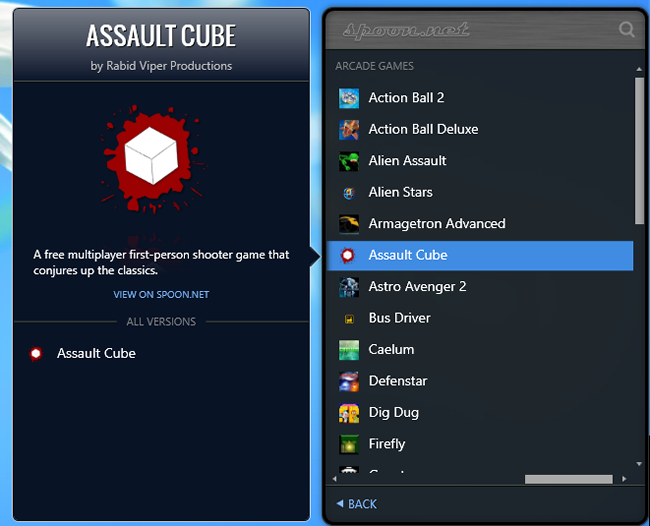 ASSAULT CUBE
by Rabid Viper Productions
A free multiplayer first-person shooter game that
conjures up the classics.
VIEW ON SPOON.NET
ALL VERSIONS
Assault Cube
spoon.net
ARCADE GAMES
Action Ball 2
Action Ball Deluxe
Alien Assault
Alien Stars
Armagetron Advanced
Assault Cube
Astro Avenger 2
Bus Driver
Caelum
Defenstar
Dig Dug
Firefly
BACK